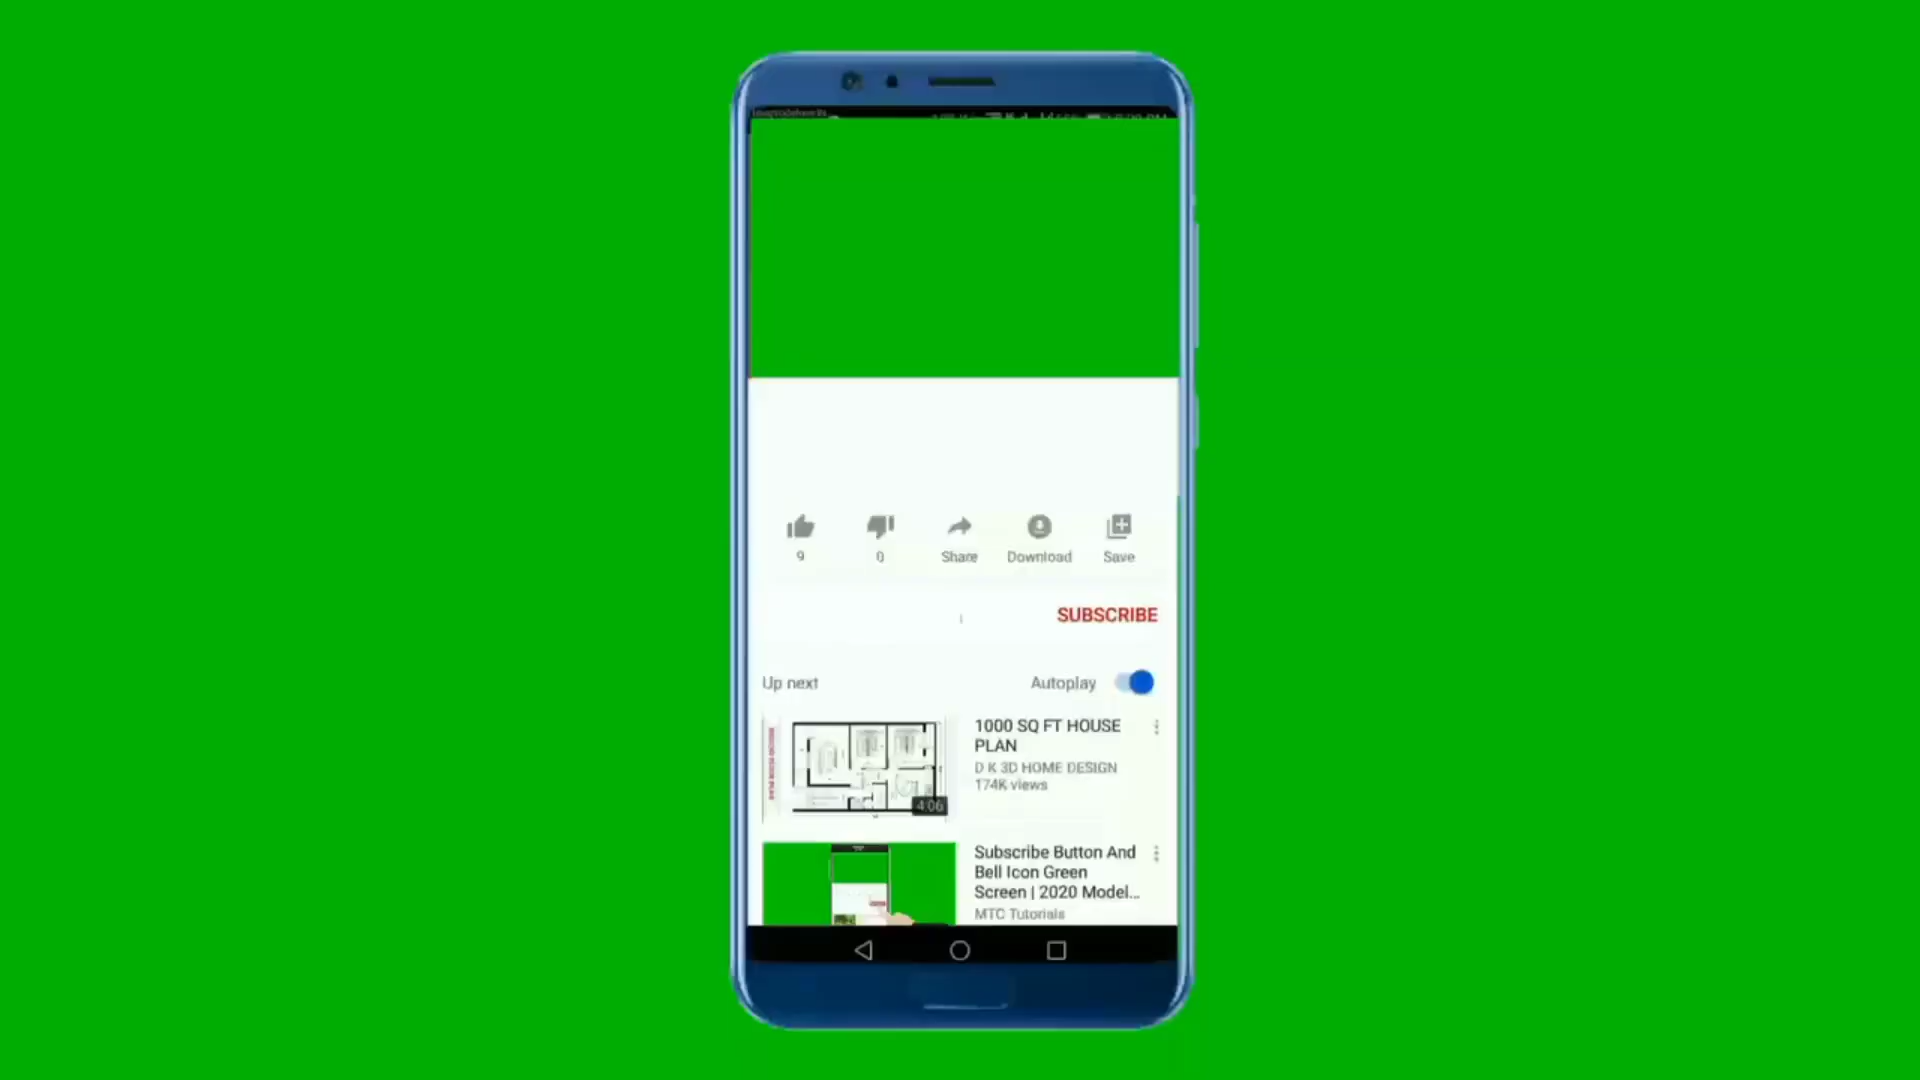 9
0
Share
Download
Save
SUBSCRIBE
Up next
Autoplay
1000 SQ FT HOUSE
PLAN
D K 3D HOME DESIGN
174K views
4:06
Subscribe Button And
Bell Icon Green
Screen | 2020 Model...
MTC Tutorials